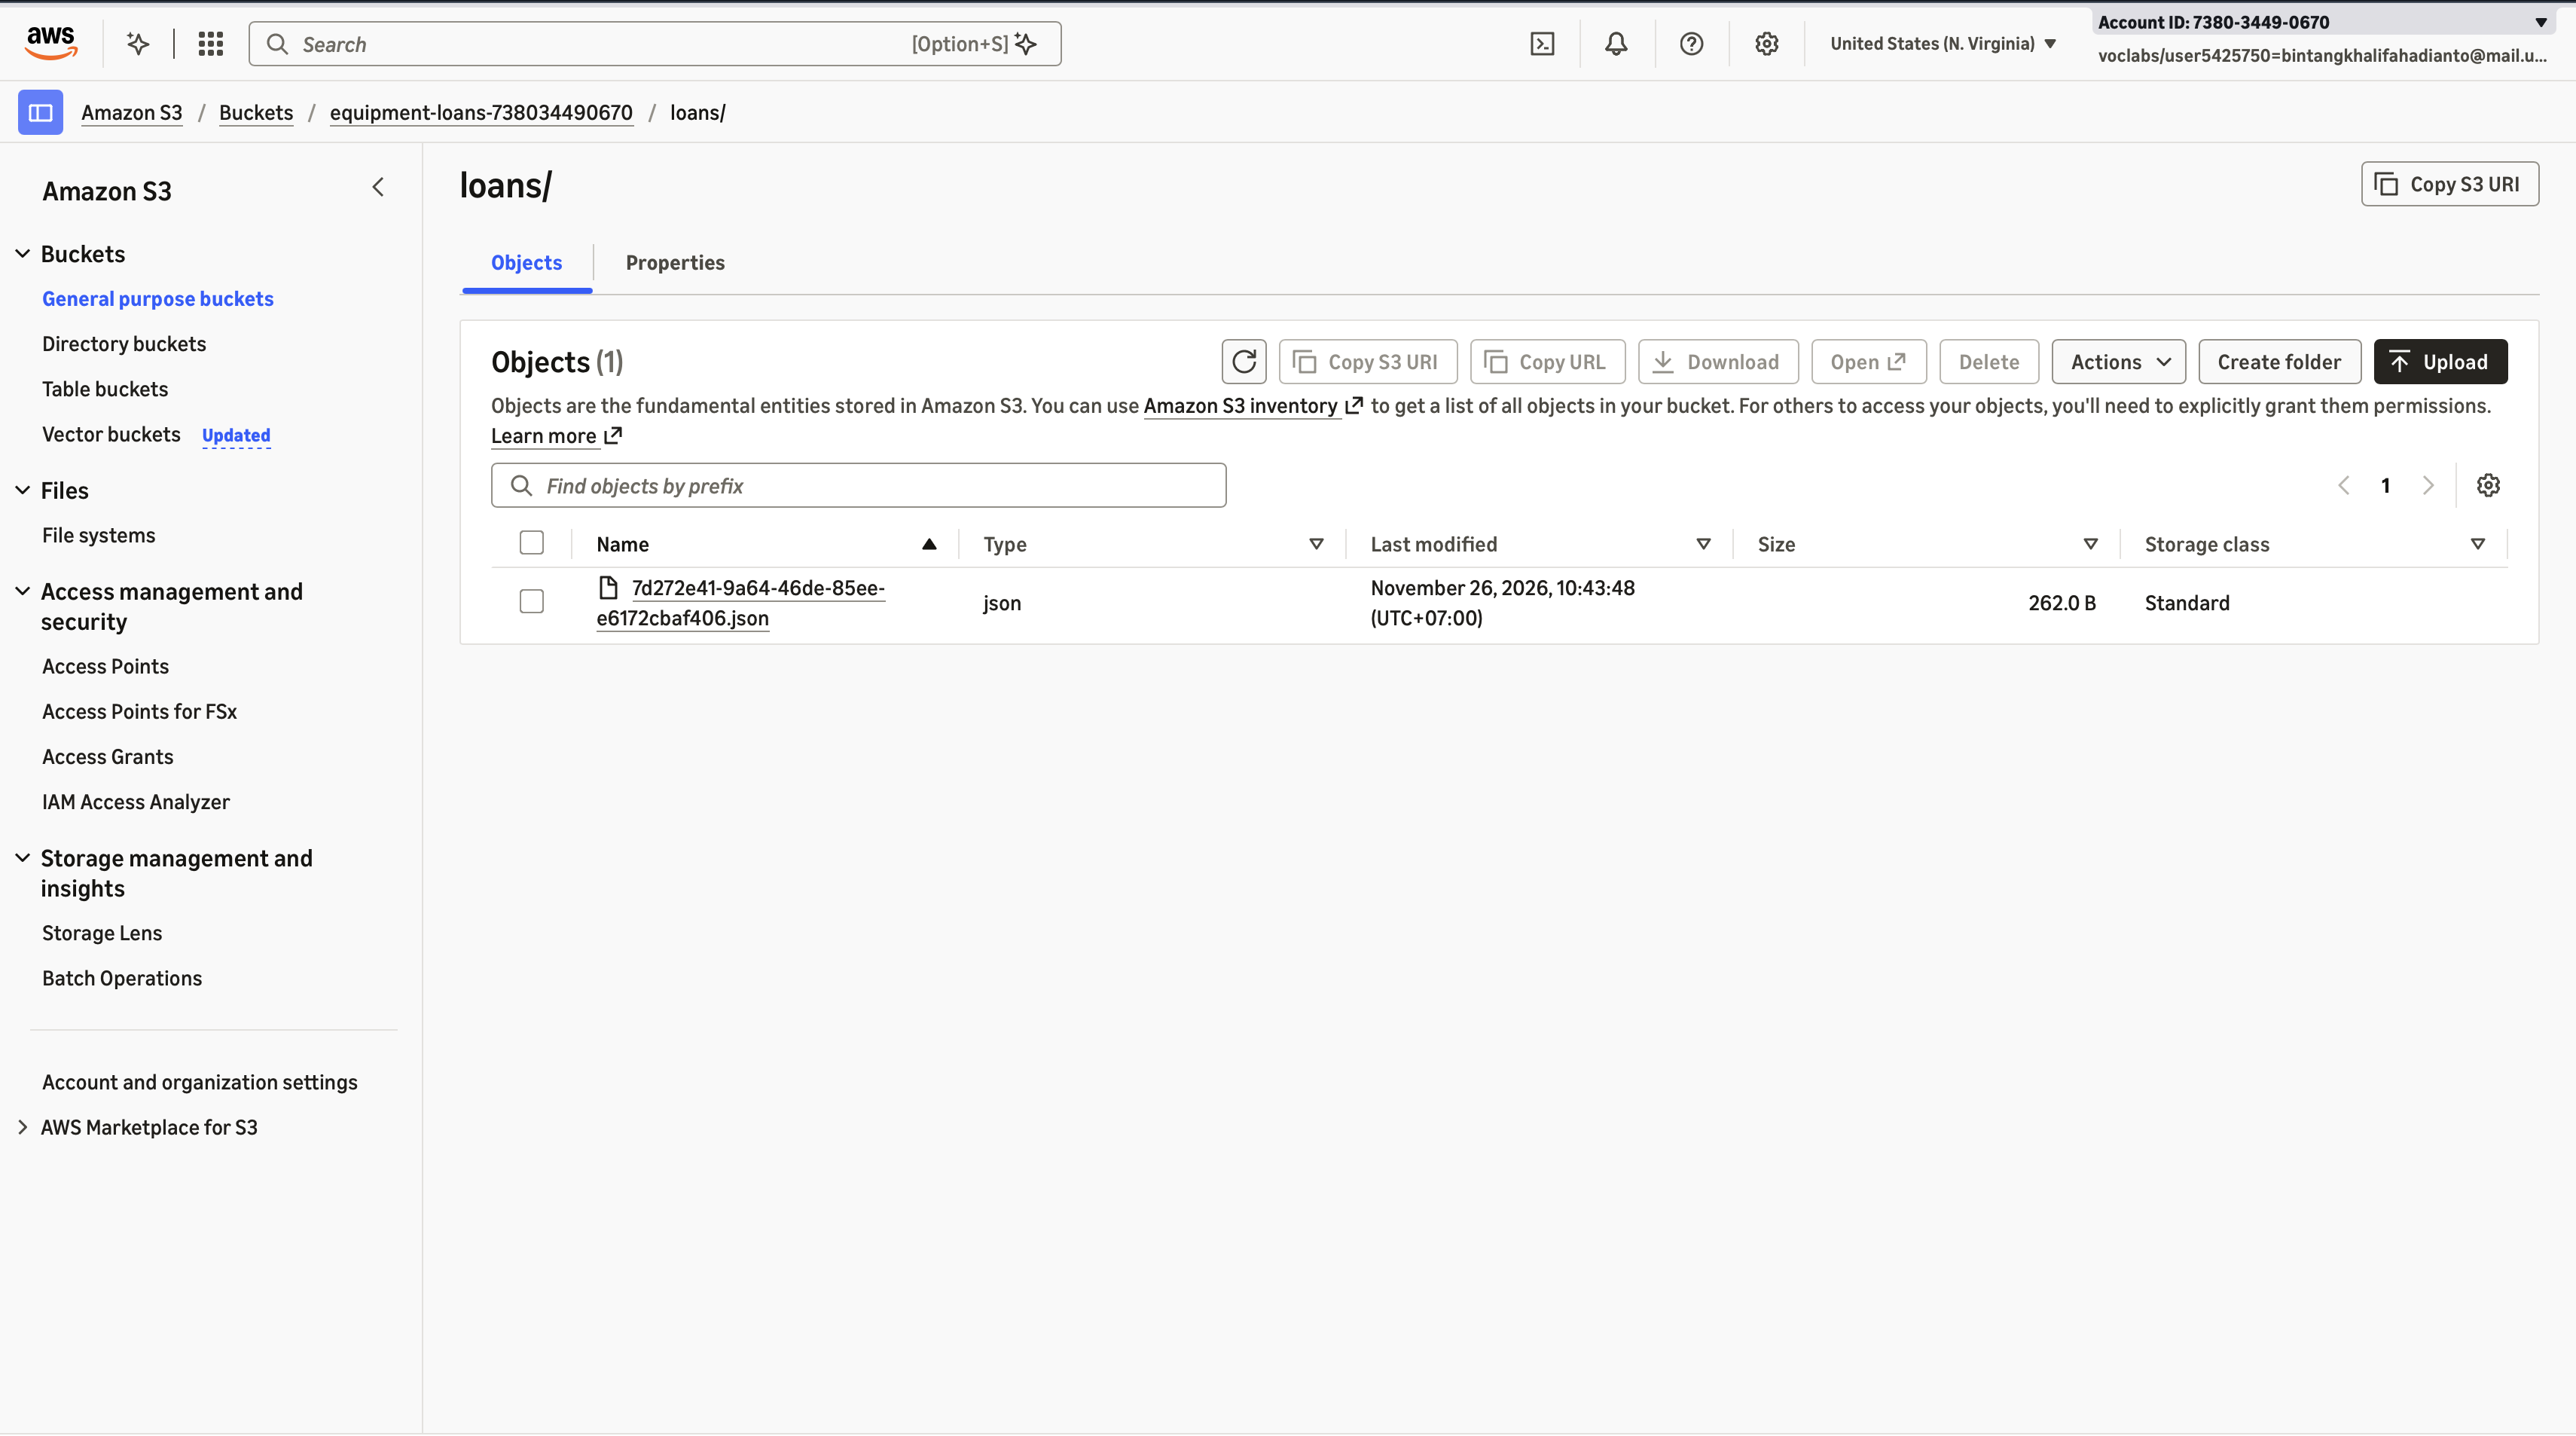 aws
Search [Option+S]
United States (N. Virginia)
Account ID: 7380-3449-0670
voclabs/user5425750=bintangkhalifahadianto@mail.u...
Amazon S3 / Buckets / equipment-loans-738034490670 / loans/
Amazon S3
Buckets
General purpose buckets
Directory buckets
Table buckets
Vector buckets Updated
Files
File systems
Access management and
security
Access Points
Access Points for FSx
Access Grants
IAM Access Analyzer
Storage management and
insights
Storage Lens
Batch Operations
Account and organization settings
AWS Marketplace for S3
loans/
Copy S3 URI
Objects Properties
Objects (1)
Copy S3 URI Copy URL Download Open Delete Actions Create folder Upload
Objects are the fundamental entities stored in Amazon S3. You can use Amazon S3 inventory to get a list of all objects in your bucket. For others to access your objects, you'll need to explicitly grant them permissions.
Learn more
Find objects by prefix
1
Name Type Last modified Size Storage class
7d272e41-9a64-46de-85ee-
e6172cbaf406.json
json
November 26, 2026, 10:43:48
(UTC+07:00)
262.0 B
Standard